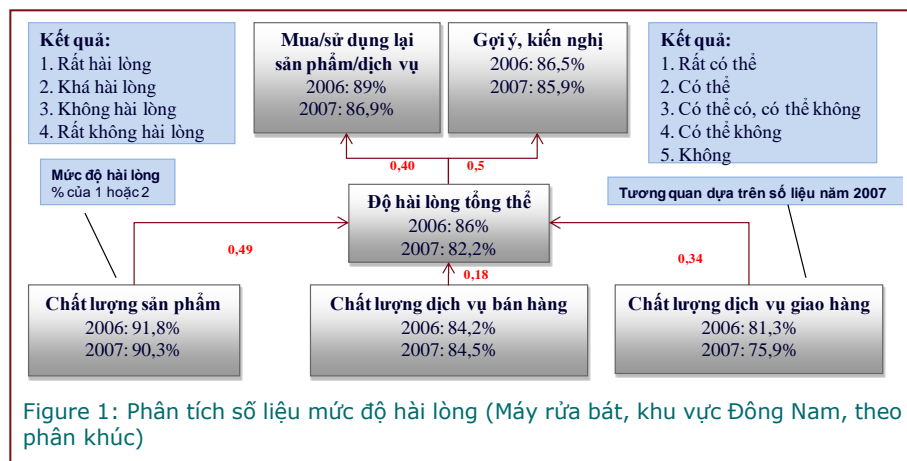 Kết quả:
1. Rất hài lòng
2. Khá hài lòng
3. Không hài lòng
4. Rất không hài lòng
Mua/sử dụng lại
sản phẩm/dịch vụ
2006: 89%
2007: 86,9%
Gợi ý, kiến nghị
2006: 86,5%
2007: 85,9%
Kết quả:
1. Rất có thể
2. Có thể
3. Có thể có, có thể không
4. Có thể không
5. Không
0,40
0,5
Mức độ hài lòng
% của 1 hoặc 2
Độ hài lòng tổng thể
2006: 86%
2007: 82,2%
Tương quan dựa trên số liệu năm 2007
0,49
0,18
0,34
Chất lượng sản phẩm
2006: 91,8%
2007: 90,3%
Chất lượng dịch vụ bán hàng
2006: 84,2%
2007: 84,5%
Chất lượng dịch vụ giao hàng
2006: 81,3%
2007: 75,9%
Figure 1: Phân tích số liệu mức độ hài lòng (Máy rửa bát, khu vực Đông Nam, theo
phân khúc)